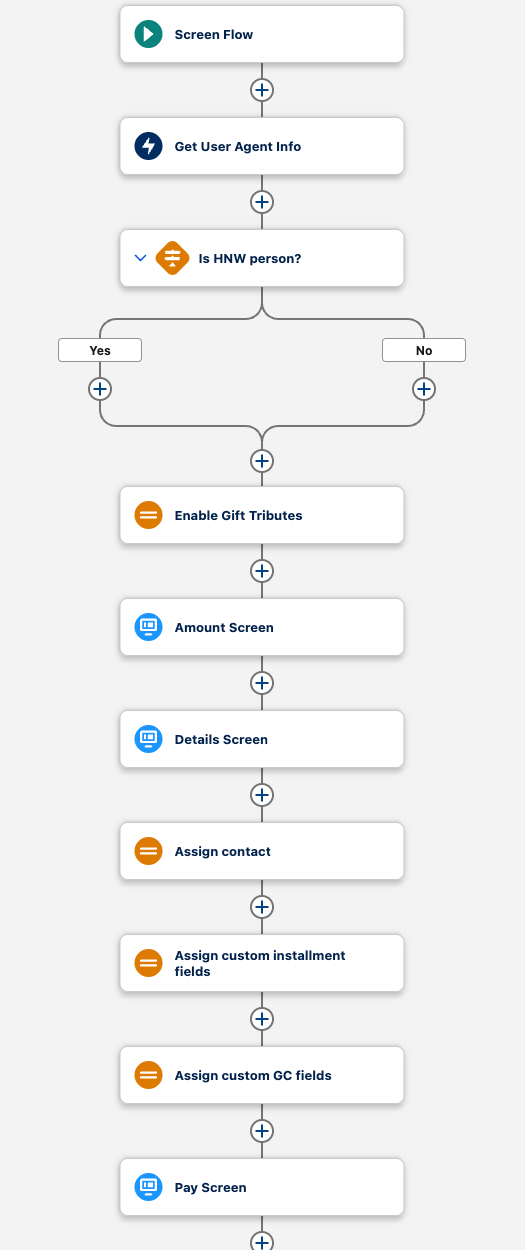 Screen Flow
Get User Agent Info
Is HNW person?
Yes
No
Enable Gift Tributes
Amount Screen
Details Screen
Assign contact
Assign custom installment
fields
Assign custom GC fields
Pay Screen